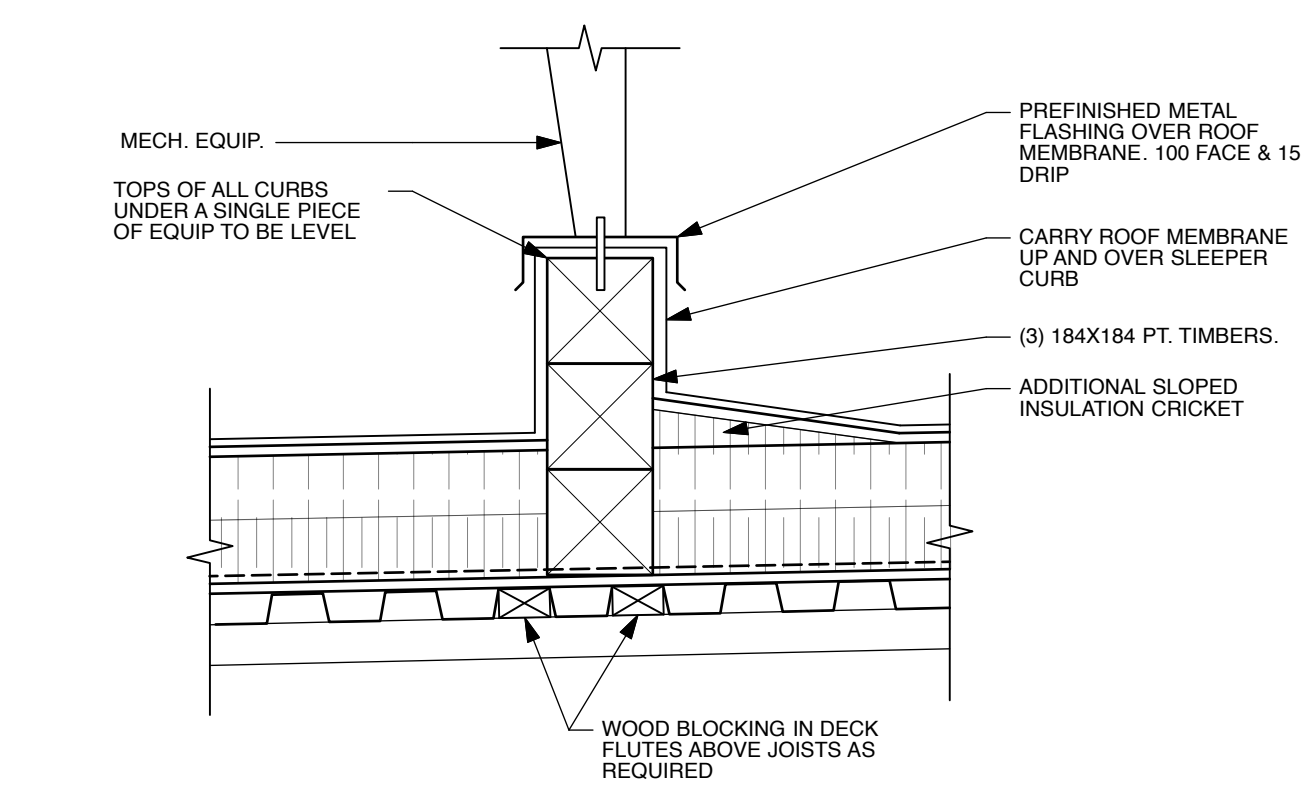 MECH. EQUIP.
TOPS OF ALL CURBS
UNDER A SINGLE PIECE
OF EQUIP TO BE LEVEL
PREFINISHED METAL
FLASHING OVER ROOF
MEMBRANE. 100 FACE & 15
DRIP
CARRY ROOF MEMBRANE
UP AND OVER SLEEPER
CURB
(3) 184X184 PT. TIMBERS.
ADDITIONAL SLOPED
INSULATION CRICKET
WOOD BLOCKING IN DECK
FLUTES ABOVE JOISTS AS
REQUIRED